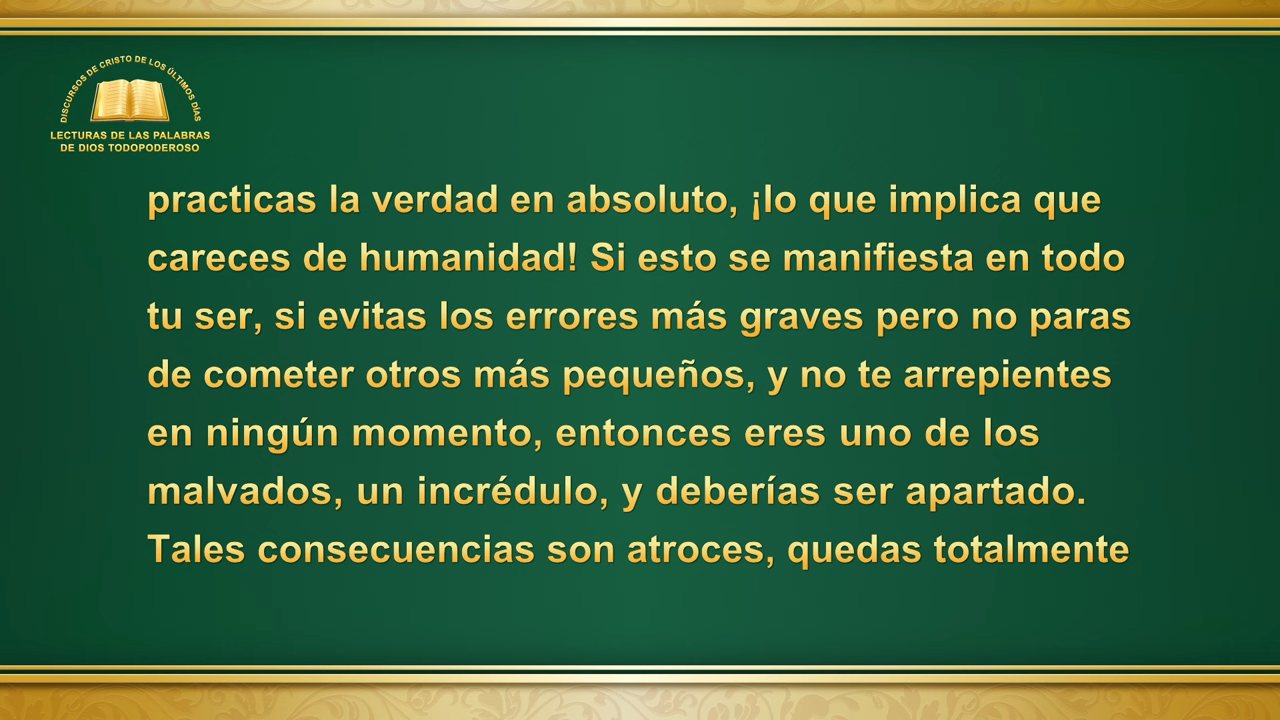 DISCURSOS DE CRISTO DE LOS ÚLTIMOS DÍAS
LECTURAS DE LAS PALABRAS
DE DIOS TODOPODEROSO
practicas la verdad en absoluto, ¡lo que implica que
careces de humanidad! Si esto se manifiesta en todo
tu ser, si evitas los errores más graves pero no paras
de cometer otros más pequeños, y no te arrepientes
en ningún momento, entonces eres uno de los
malvados, un incrédulo, y deberías ser apartado.
Tales consecuencias son atroces, quedas totalmente